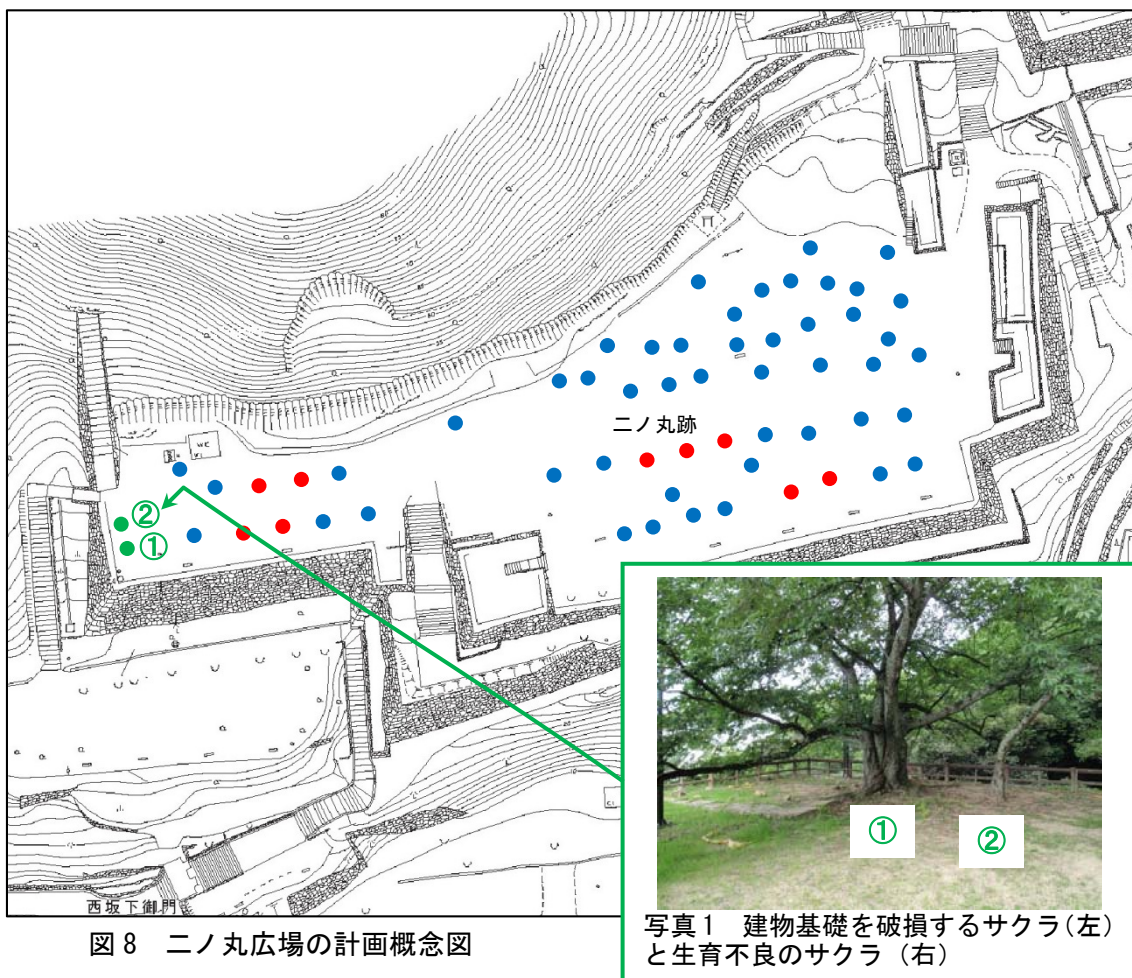 二ノ丸跡
②
①
西坂下御門
図8 二ノ丸広場の計画概念図
①
②
写真1 建物基礎を破損するサクラ(左)
と生育不良のサクラ (右)